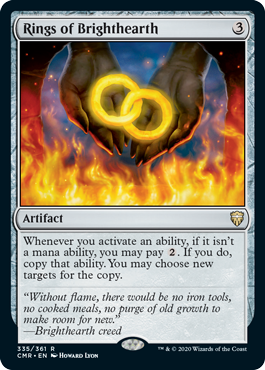 Rings of Brighthearth 3
Artifact
Whenever you activate an ability, if it isn't
a mana ability, you may pay 2. If you do,
copy that ability. You may choose new
targets for the copy.
"Without flame, there would be no iron tools,
no cooked meals, no purge of old growth to
make room for new."
—Brighthearth creed
335/361 R
CMR • EN Howard Lyon
™ & © 2020 Wizards of the Coast